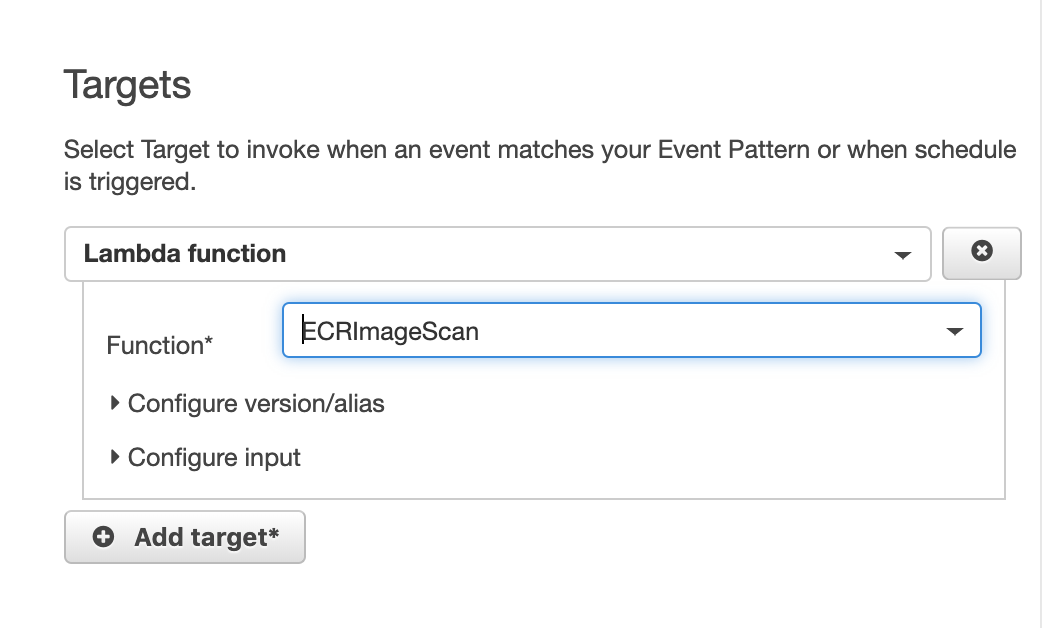 Targets
Select Target to invoke when an event matches your Event Pattern or when schedule
is triggered.
Lambda function
Function*
ECRImageScan
Configure version/alias
Configure input
Add target*